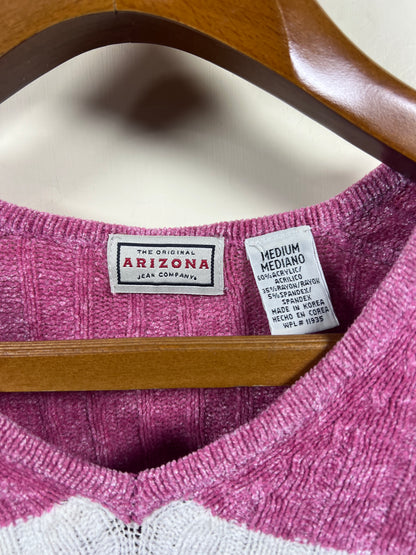 THE ORIGINAL
ARIZONA
JEAN COMPANY®
MEDIUM
MEDIANO
60%ACRYLIC/
ACRILICO
35%RAYON/RAYON
5%SPANDEX/
SPANDEX
MADE IN KOREA
HECHO EN COREA
WPL# 11935